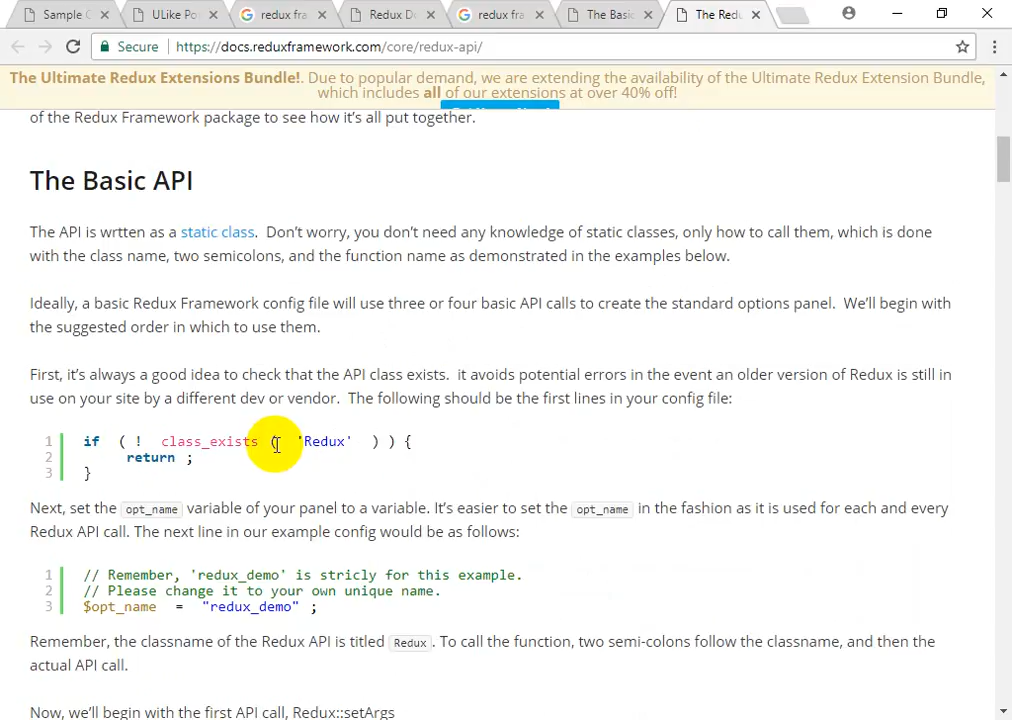 Sample C
ULike Po
redux fra
Redux D
redux fra
The Basic
The Redu
Secure
https://docs.reduxframework.com/core/redux-api/
The Ultimate Redux Extensions Bundle!. Due to popular demand, we are extending the availability of the Ultimate Redux Extension Bundle,
which includes all of our extensions at over 40% off!
of the Redux Framework package to see how it's all put together.
The Basic API
The API is wrtten as a static class. Don't worry, you don't need any knowledge of static classes, only how to call them, which is done
with the class name, two semicolons, and the function name as demonstrated in the examples below.
Ideally, a basic Redux Framework config file will use three or four basic API calls to create the standard options panel. We'll begin with
the suggested order in which to use them.
First, it's always a good idea to check that the API class exists. it avoids potential errors in the event an older version of Redux is still in
use on your site by a different dev or vendor. The following should be the first lines in your config file:
1 if ( ! class_exists ( 'Redux' ) ) {
2 return ;
3 }
Next, set the opt_name variable of your panel to a variable. It's easier to set the opt_name in the fashion as it is used for each and every
Redux API call. The next line in our example config would be as follows:
1 // Remember, 'redux_demo' is stricly for this example.
2 // Please change it to your own unique name.
3 $opt_name = "redux_demo" ;
Remember, the classname of the Redux API is titled Redux. To call the function, two semi-colons follow the classname, and then the
actual API call.
Now, we'll begin with the first API call, Redux::setArgs